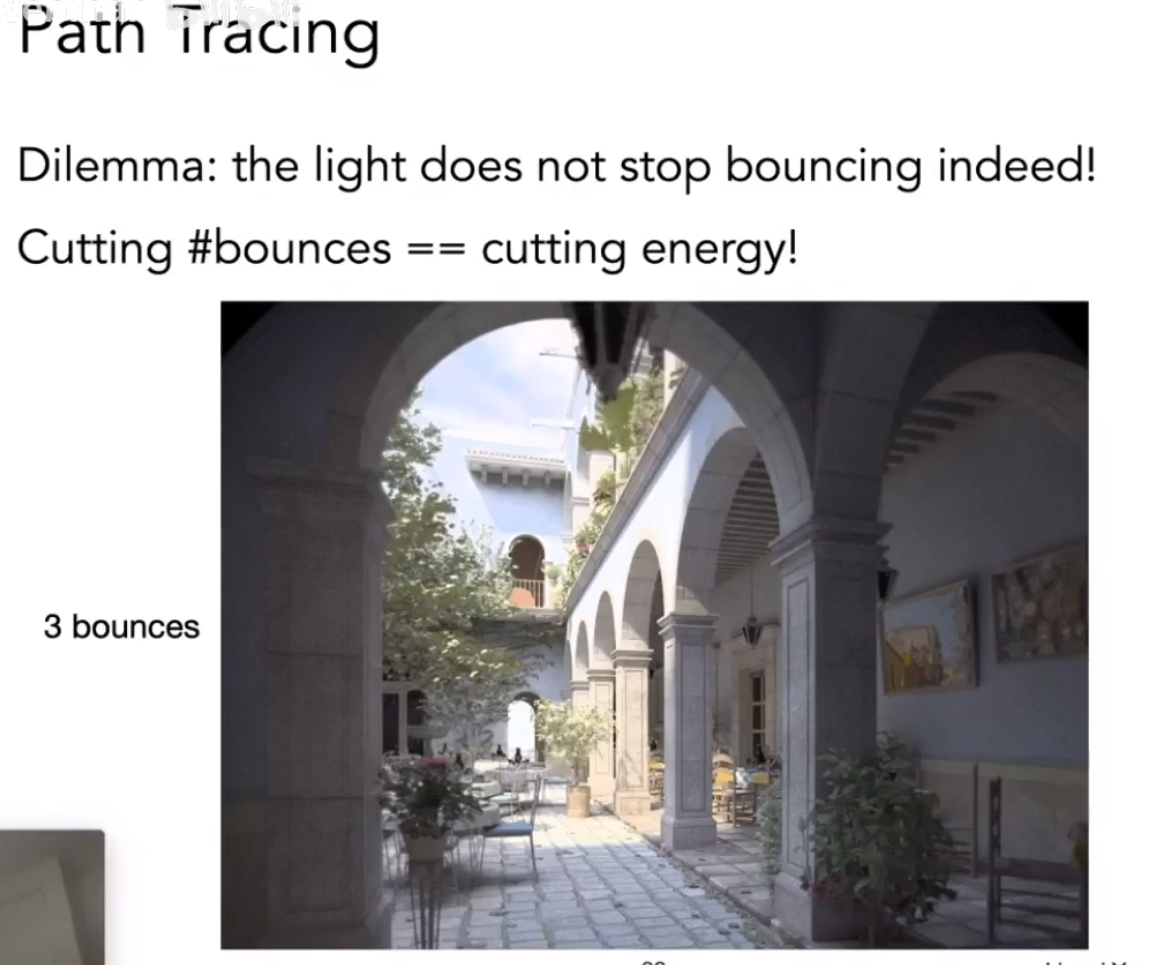 Path Tracing
Dilemma: the light does not stop bouncing indeed!
Cutting #bounces == cutting energy!
3 bounces